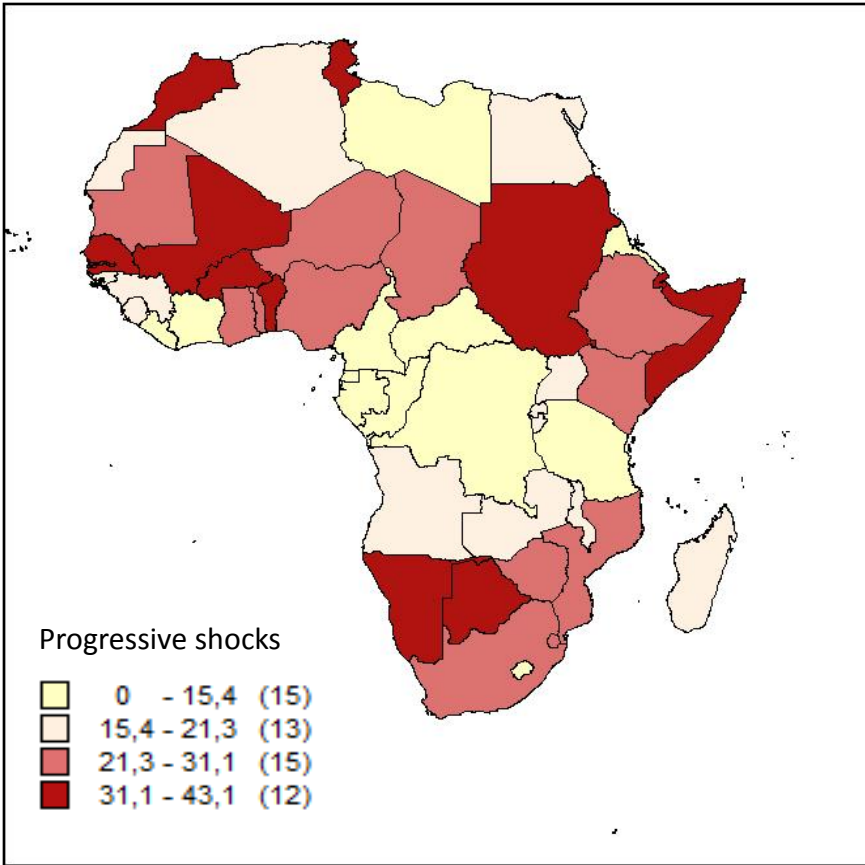 Progressive shocks
0 - 15,4 (15)
15,4 - 21,3 (13)
21,3 - 31,1 (15)
31,1 - 43,1 (12)